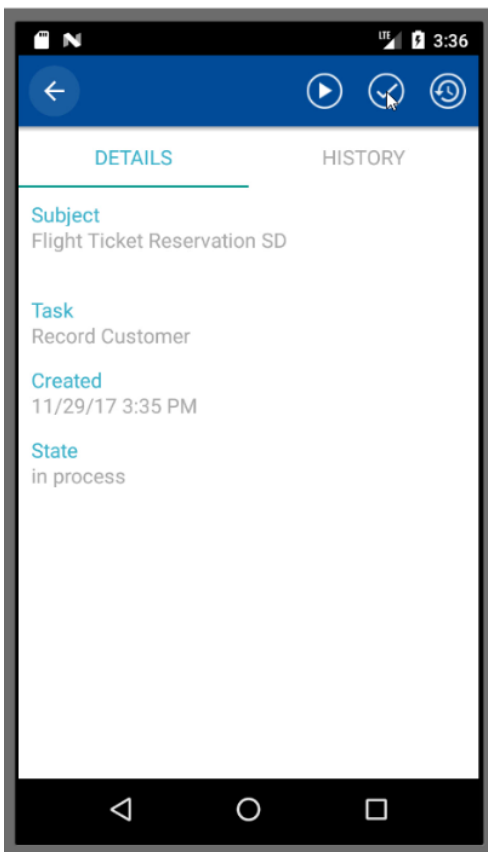 LTE 3:36
DETAILS HISTORY
Subject
Flight Ticket Reservation SD
Task
Record Customer
Created
11/29/17 3:35 PM
State
in process